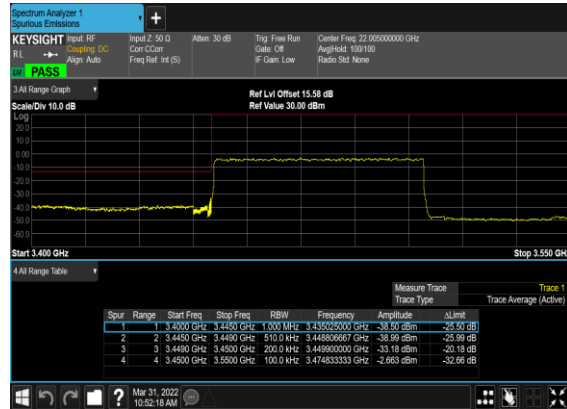 Spectrum Analyzer 1
Spurious Emissions
+
KEYSIGHT Input: RF Input Z: 50 Ω Atten: 30 dB Trig: Free Run Center Freq: 22.005000000 GHz
RL Coupling: DC Corr CCorr Gate: Off Avg|Hold: 100/100
Align: Auto Freq Ref: Int (S) IF Gain: Low Radio Std: None
LW PASS
3 All Range Graph
Ref Lvl Offset 15.58 dB
Scale/Div 10.0 dB Ref Value 30.00 dBm
Log
20.0
10.0
0.00
-10.0
-20.0
-30.0
-40.0
-50.0
-60.0
Start 3.400 GHz Stop 3.550 GHz
4 All Range Table
Measure Trace Trace 1
Trace Type Trace Average (Active)
Spur Range Start Freq Stop Freq RBW Frequency Amplitude ΔLimit
1 1 3.4000 GHz 3.4450 GHz 1.000 MHz 3.435025000 GHz -38.50 dBm -25.50 dB
2 2 3.4450 GHz 3.4490 GHz 510.0 kHz 3.448806667 GHz -38.99 dBm -25.99 dB
3 3 3.4490 GHz 3.4500 GHz 200.0 kHz 3.449900000 GHz -33.18 dBm -20.18 dB
4 4 3.4500 GHz 3.5500 GHz 100.0 kHz 3.474833333 GHz -2.663 dBm -32.66 dB
? Mar 31, 2022
10:52:18 AM